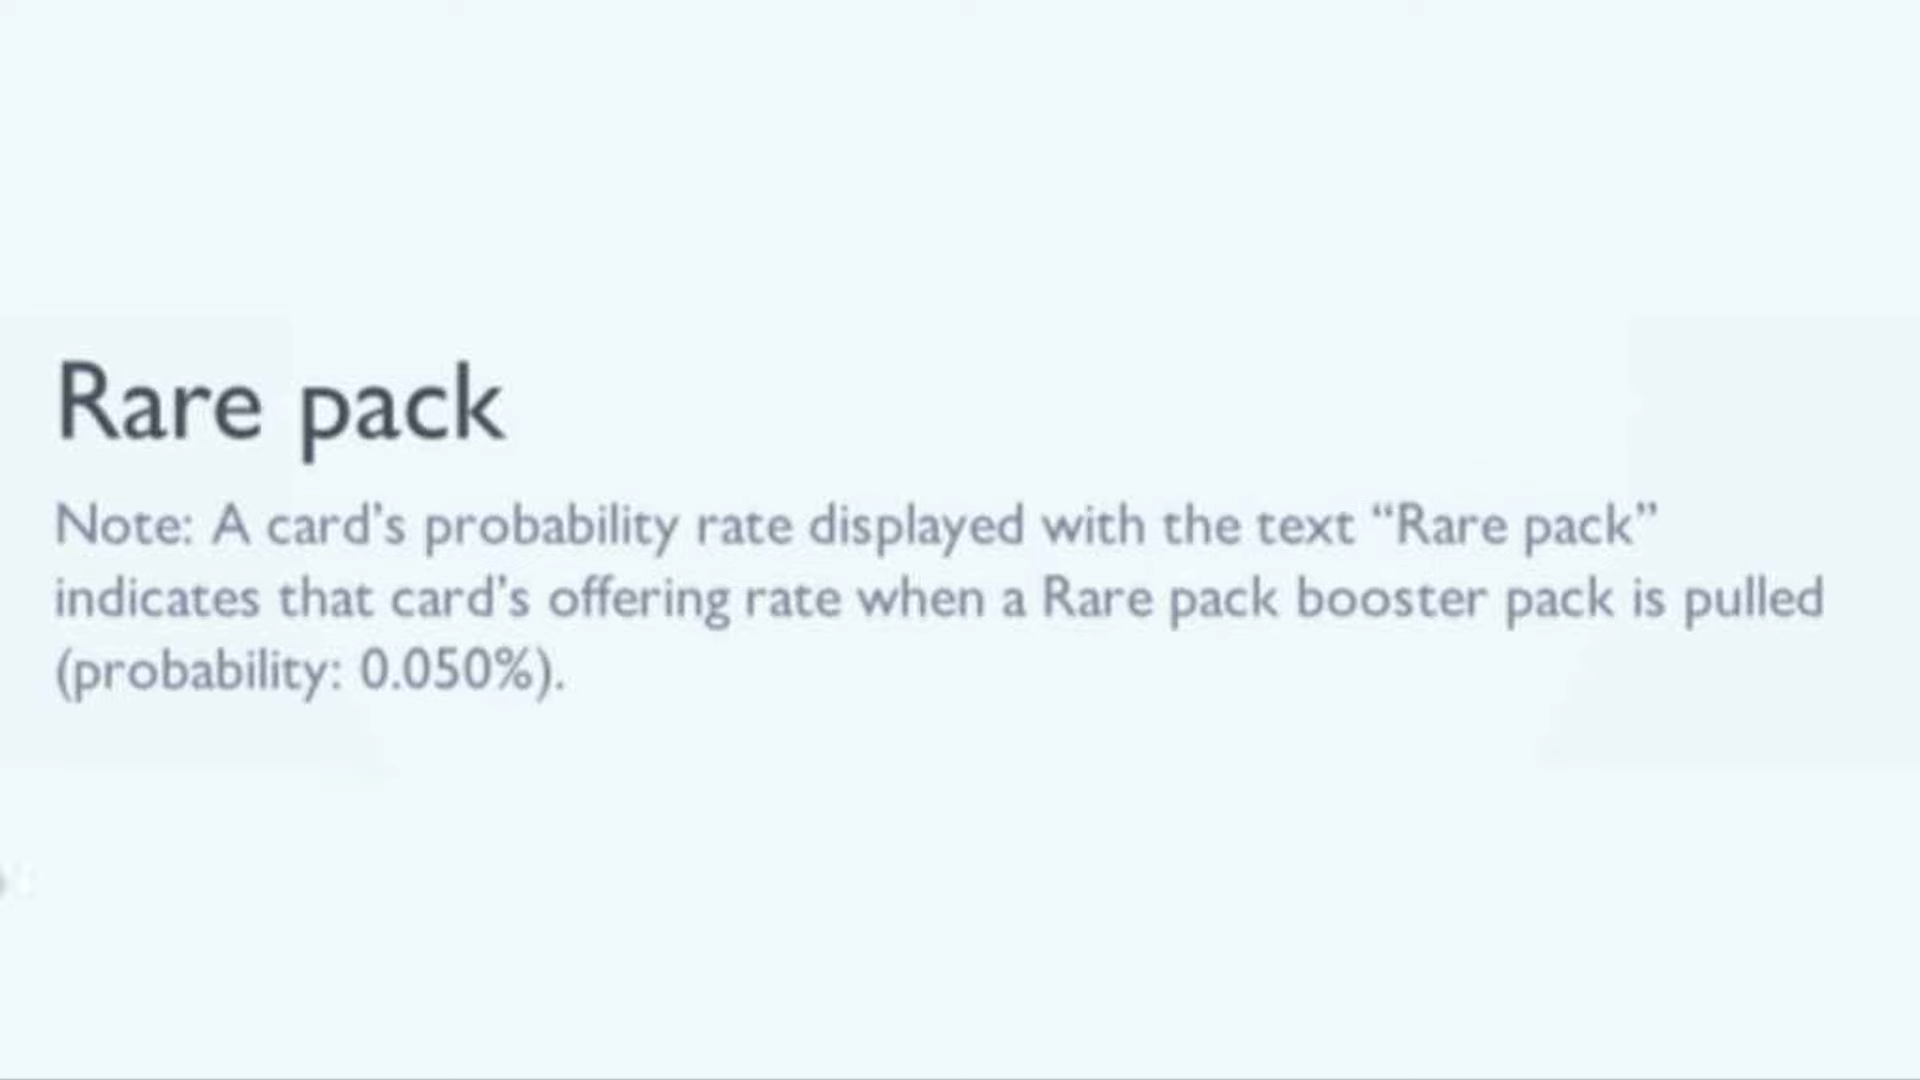 Rare pack
Note: A card’s probability rate displayed with the text “Rare pack”
indicates that card’s offering rate when a Rare pack booster pack is pulled
(probability: 0.050%).